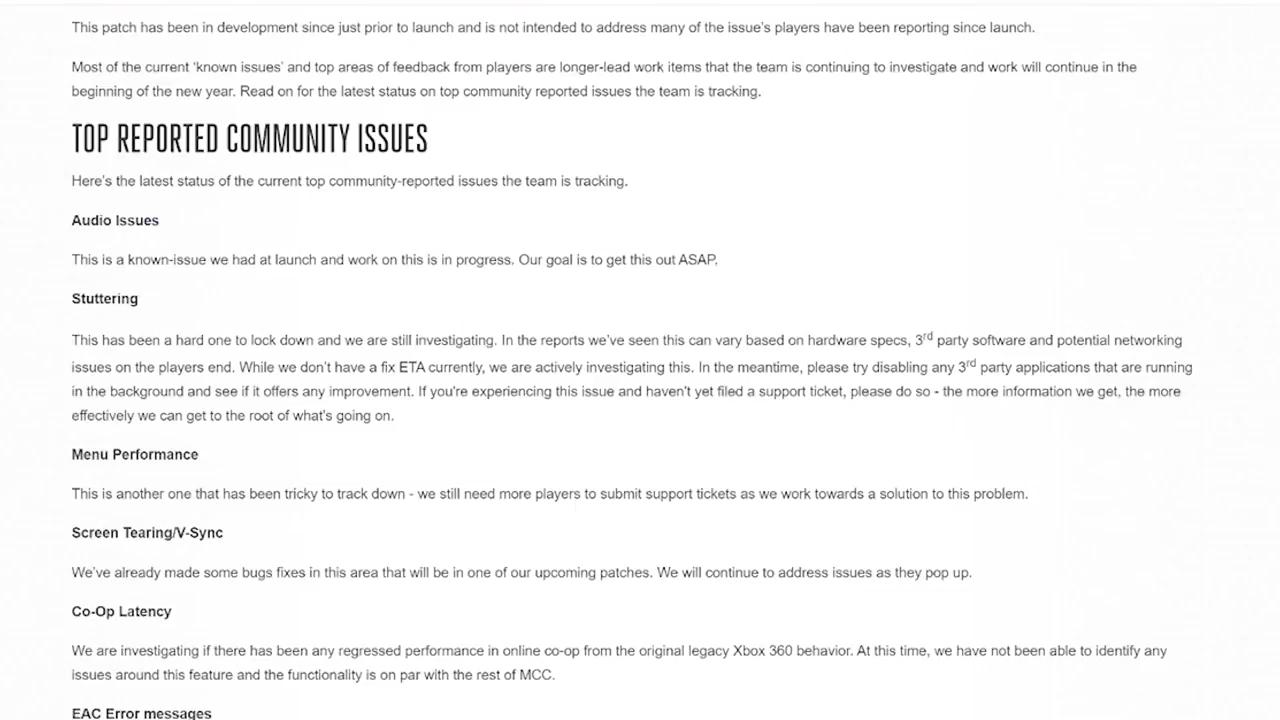 This patch has been in development since just prior to launch and is not intended to address many of the issue's players have been reporting since launch.
Most of the current 'known issues' and top areas of feedback from players are longer-lead work items that the team is continuing to investigate and work will continue in the
beginning of the new year. Read on for the latest status on top community reported issues the team is tracking.
TOP REPORTED COMMUNITY ISSUES
Here's the latest status of the current top community-reported issues the team is tracking.
Audio Issues
This is a known-issue we had at launch and work on this is in progress. Our goal is to get this out ASAP.
Stuttering
This has been a hard one to lock down and we are still investigating. In the reports we've seen this can vary based on hardware specs, 3rd party software and potential networking
issues on the players end. While we don't have a fix ETA currently, we are actively investigating this. In the meantime, please try disabling any 3rd party applications that are running
in the background and see if it offers any improvement. If you're experiencing this issue and haven't yet filed a support ticket, please do so - the more information we get, the more
effectively we can get to the root of what's going on.
Menu Performance
This is another one that has been tricky to track down - we still need more players to submit support tickets as we work towards a solution to this problem.
Screen Tearing/V-Sync
We've already made some bugs fixes in this area that will be in one of our upcoming patches. We will continue to address issues as they pop up.
Co-Op Latency
We are investigating if there has been any regressed performance in online co-op from the original legacy Xbox 360 behavior. At this time, we have not been able to identify any
issues around this feature and the functionality is on par with the rest of MCC.
EAC Error messages